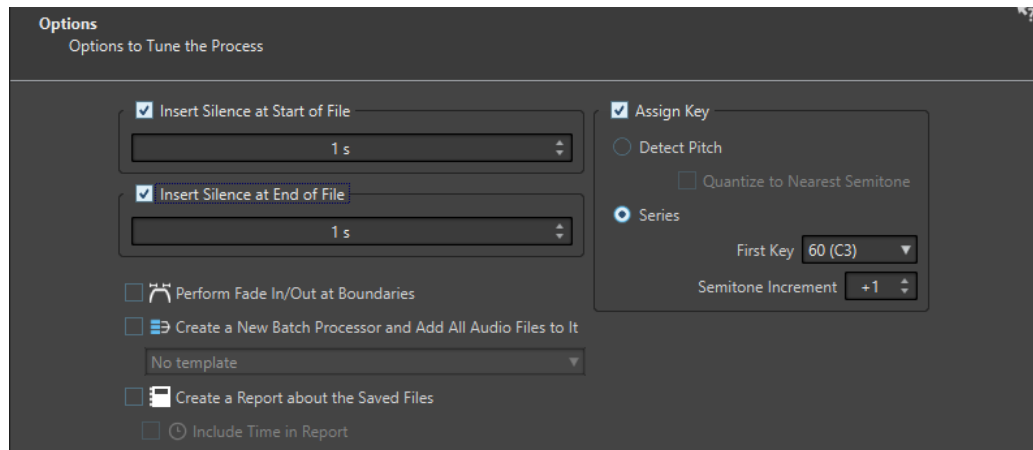 Options
Options to Tune the Process
Insert Silence at Start of File
1 s
Insert Silence at End of File
1 s
Perform Fade In/Out at Boundaries
Create a New Batch Processor and Add All Audio Files to It
No template
Create a Report about the Saved Files
Include Time in Report
Assign Key
Detect Pitch
Quantize to Nearest Semitone
Series
First Key 60 (C3)
Semitone Increment +1